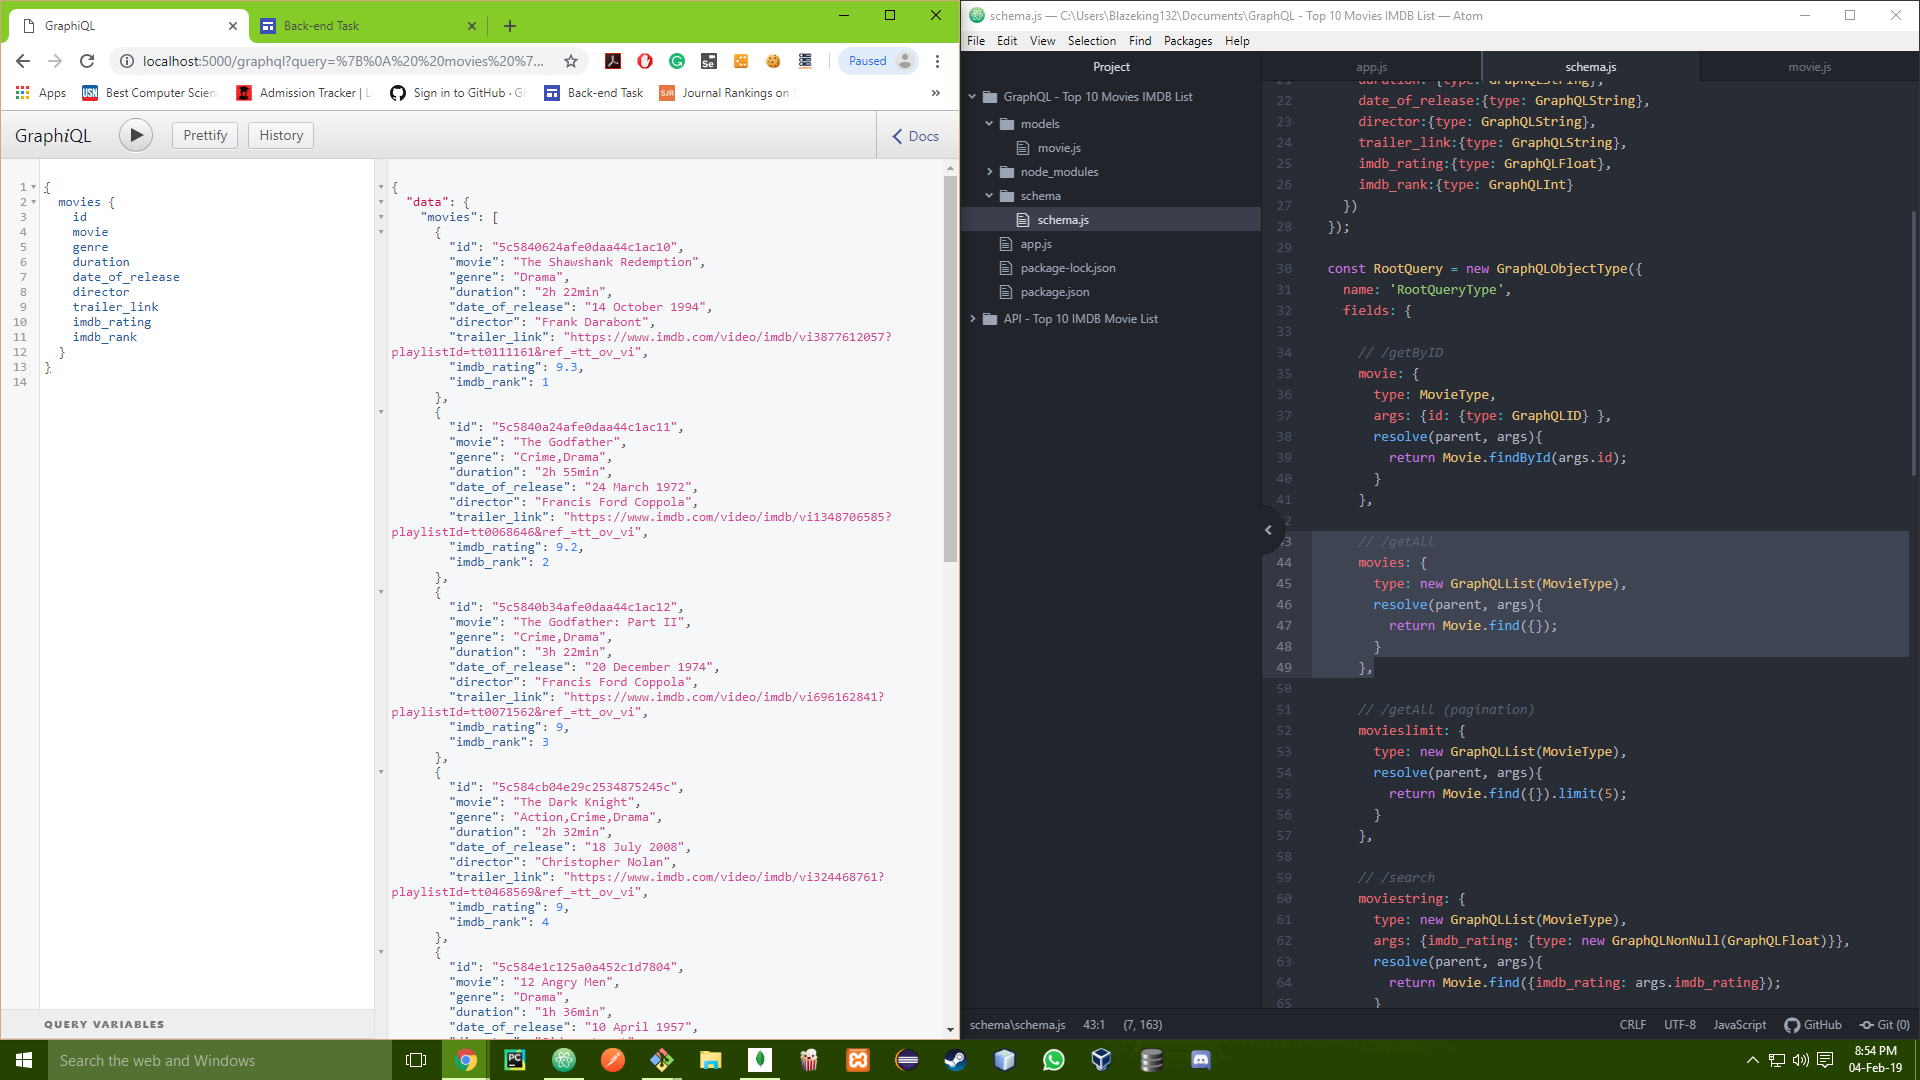 GraphiQL
Back-end Task
localhost:5000/graphql?query=%7B%0A%20%20movies%20%7...
Paused
Apps
USN Best Computer Scien
Admission Tracker | L
Sign in to GitHub · Gi
Back-end Task
SJR Journal Rankings on S
»
GraphiQL
Prettify
History
Docs
1 {
2 movies {
3 id
4 movie
5 genre
6 duration
7 date_of_release
8 director
9 trailer_link
10 imdb_rating
11 imdb_rank
12 }
13 }
14
QUERY VARIABLES
{
"data": {
"movies": [
{
"id": "5c5840624afe0daa44c1ac10",
"movie": "The Shawshank Redemption",
"genre": "Drama",
"duration": "2h 22min",
"date_of_release": "14 October 1994",
"director": "Frank Darabont",
"trailer_link": "https://www.imdb.com/video/imdb/vi3877612057?
playlistId=tt0111161&ref_=tt_ov_vi",
"imdb_rating": 9.3,
"imdb_rank": 1
},
{
"id": "5c5840a24afe0daa44c1ac11",
"movie": "The Godfather",
"genre": "Crime,Drama",
"duration": "2h 55min",
"date_of_release": "24 March 1972",
"director": "Francis Ford Coppola",
"trailer_link": "https://www.imdb.com/video/imdb/vi1348706585?
playlistId=tt0068646&ref_=tt_ov_vi",
"imdb_rating": 9.2,
"imdb_rank": 2
},
{
"id": "5c5840b34afe0daa44c1ac12",
"movie": "The Godfather: Part II",
"genre": "Crime,Drama",
"duration": "3h 22min",
"date_of_release": "20 December 1974",
"director": "Francis Ford Coppola",
"trailer_link": "https://www.imdb.com/video/imdb/vi696162841?
playlistId=tt0071562&ref_=tt_ov_vi",
"imdb_rating": 9,
"imdb_rank": 3
},
{
"id": "5c584cb04e29c2534875245c",
"movie": "The Dark Knight",
"genre": "Action,Crime,Drama",
"duration": "2h 32min",
"date_of_release": "18 July 2008",
"director": "Christopher Nolan",
"trailer_link": "https://www.imdb.com/video/imdb/vi324468761?
playlistId=tt0468569&ref_=tt_ov_vi",
"imdb_rating": 9,
"imdb_rank": 4
},
{
"id": "5c584e1c125a0a452c1d7804",
"movie": "12 Angry Men",
"genre": "Drama",
"duration": "1h 36min",
"date_of_release": "10 April 1957",
schema.js — C:\Users\Blazeking132\Documents\GraphQL - Top 10 Movies IMDB List — Atom
File Edit View Selection Find Packages Help
Project
GraphQL - Top 10 Movies IMDB List
models
movie.js
node_modules
schema
schema.js
app.js
package-lock.json
package.json
API - Top 10 IMDB Movie List
app.js
schema.js
movie.js
21 duration: {type: GraphQLString},
22 date_of_release:{type: GraphQLString},
23 director:{type: GraphQLString},
24 trailer_link:{type: GraphQLString},
25 imdb_rating:{type: GraphQLFloat},
26 imdb_rank:{type: GraphQLInt}
27 })
28 });
29
30 const RootQuery = new GraphQLObjectType({
31 name: 'RootQueryType',
32 fields: {
33
34 // /getByID
35 movie: {
36 type: MovieType,
37 args: {id: {type: GraphQLID} },
38 resolve(parent, args){
39 return Movie.findById(args.id);
40 }
41 },
42
43 // /getAll
44 movies: {
45 type: new GraphQLList(MovieType),
46 resolve(parent, args){
47 return Movie.find({});
48 }
49 },
50
51 // /getAll (pagination)
52 movieslimit: {
53 type: new GraphQLList(MovieType),
54 resolve(parent, args){
55 return Movie.find({}).limit(5);
56 }
57 },
58
59 // /search
60 moviestring: {
61 type: new GraphQLList(MovieType),
62 args: {imdb_rating: {type: new GraphQLNonNull(GraphQLFloat)}},
63 resolve(parent, args){
64 return Movie.find({imdb_rating: args.imdb_rating});
65 }
schema\schema.js 43:1 (7, 163)
CRLF UTF-8 JavaScript GitHub Git (0)
Search the web and Windows
8:54 PM
04-Feb-19